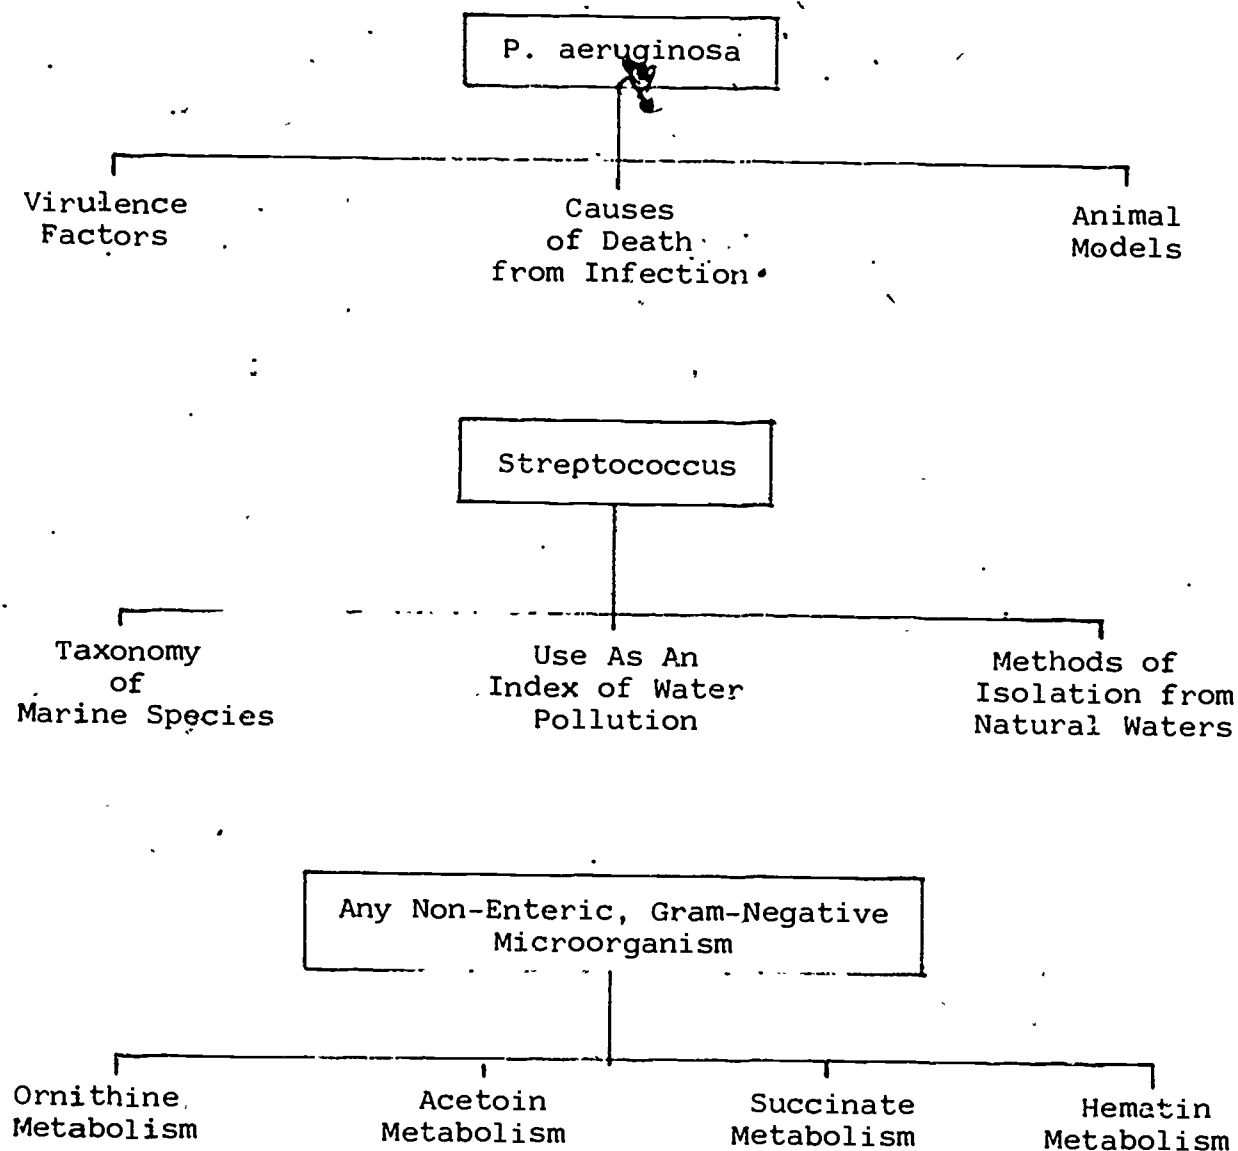 P. aeruginosa
Virulence
Factors
Causes
of Death
from Infection
Animal
Models
Streptococcus
Taxonomy
of
Marine Species
Use As An
Index of Water
Pollution
Methods of
Isolation from
Natural Waters
Any Non-Enteric, Gram-Negative
Microorganism
Ornithine
Metabolism
Acetoin
Metabolism
Succinate
Metabolism
Hematin
Metabolism